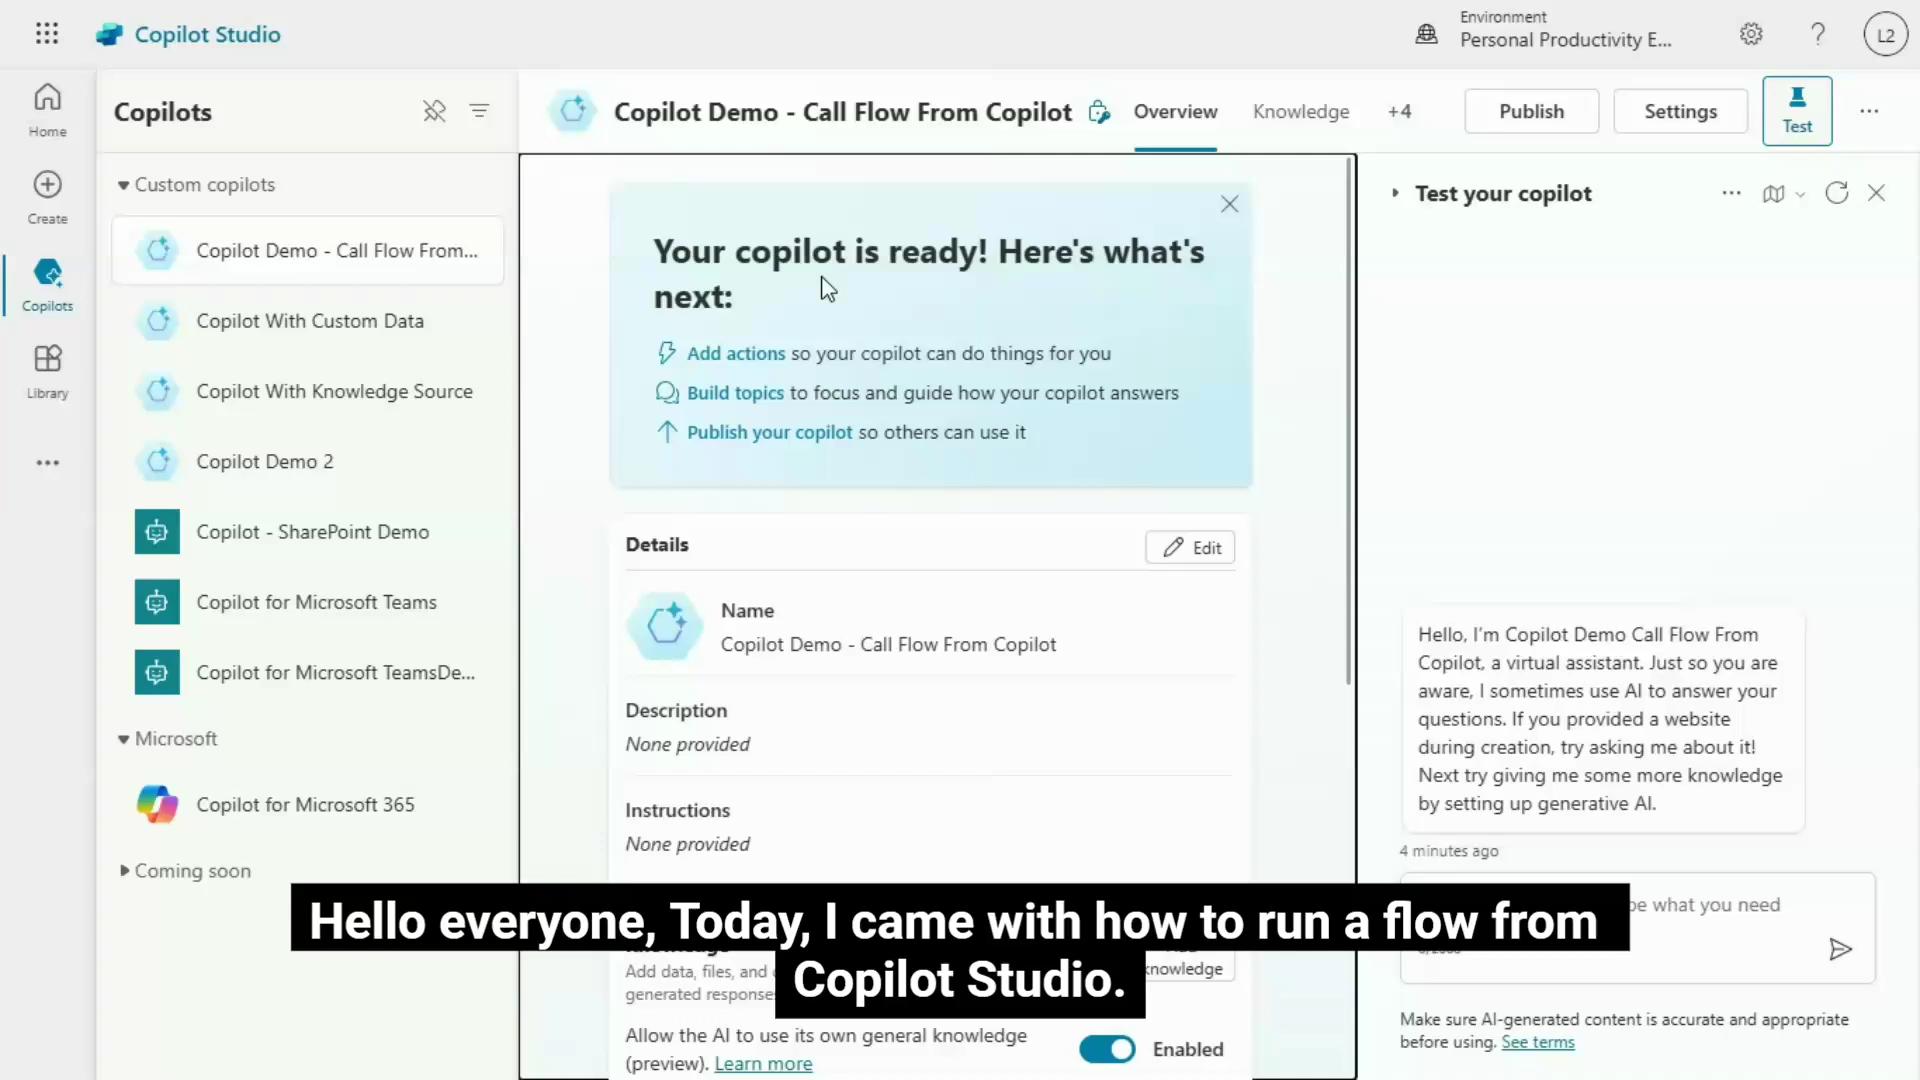 Copilot Studio
Environment
Personal Productivity E...
L2
Home
Create
Copilots
Library
Copilots
Custom copilots
Copilot Demo - Call Flow From...
Copilot With Custom Data
Copilot With Knowledge Source
Copilot Demo 2
Copilot - SharePoint Demo
Copilot for Microsoft Teams
Copilot for Microsoft TeamsDe...
Microsoft
Copilot for Microsoft 365
Coming soon
Copilot Demo - Call Flow From Copilot
Overview
Knowledge
+4
Publish
Settings
Test
Your copilot is ready! Here's what's
next:
Add actions so your copilot can do things for you
Build topics to focus and guide how your copilot answers
Publish your copilot so others can use it
Details
Edit
Name
Copilot Demo - Call Flow From Copilot
Description
None provided
Instructions
None provided
Add data, files, and
generated response
knowledge
Allow the AI to use its own general knowledge
(preview). Learn more
Enabled
Test your copilot
Hello, I'm Copilot Demo Call Flow From
Copilot, a virtual assistant. Just so you are
aware, I sometimes use AI to answer your
questions. If you provided a website
during creation, try asking me about it!
Next try giving me some more knowledge
by setting up generative AI.
4 minutes ago
be what you need
Make sure AI-generated content is accurate and appropriate
before using. See terms
Hello everyone, Today, I came with how to run a flow from
Copilot Studio.